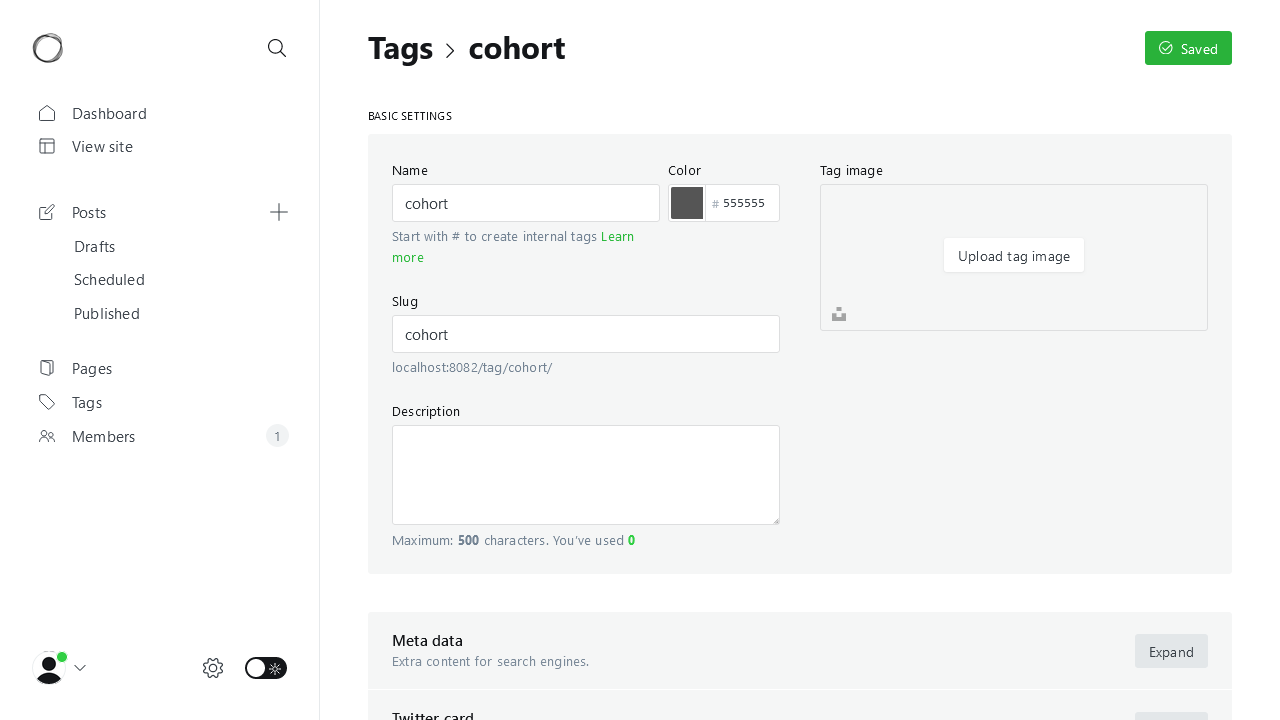 Tags > cohort
Saved
Dashboard
View site
Posts
Drafts
Scheduled
Published
Pages
Tags
Members
1
BASIC SETTINGS
Name
cohort
Start with # to create internal tags Learn
more
Color
# 555555
Slug
cohort
localhost:8082/tag/cohort/
Description
Maximum: 500 characters. You've used 0
Tag image
Upload tag image
Meta data
Extra content for search engines.
Expand
Twitter card